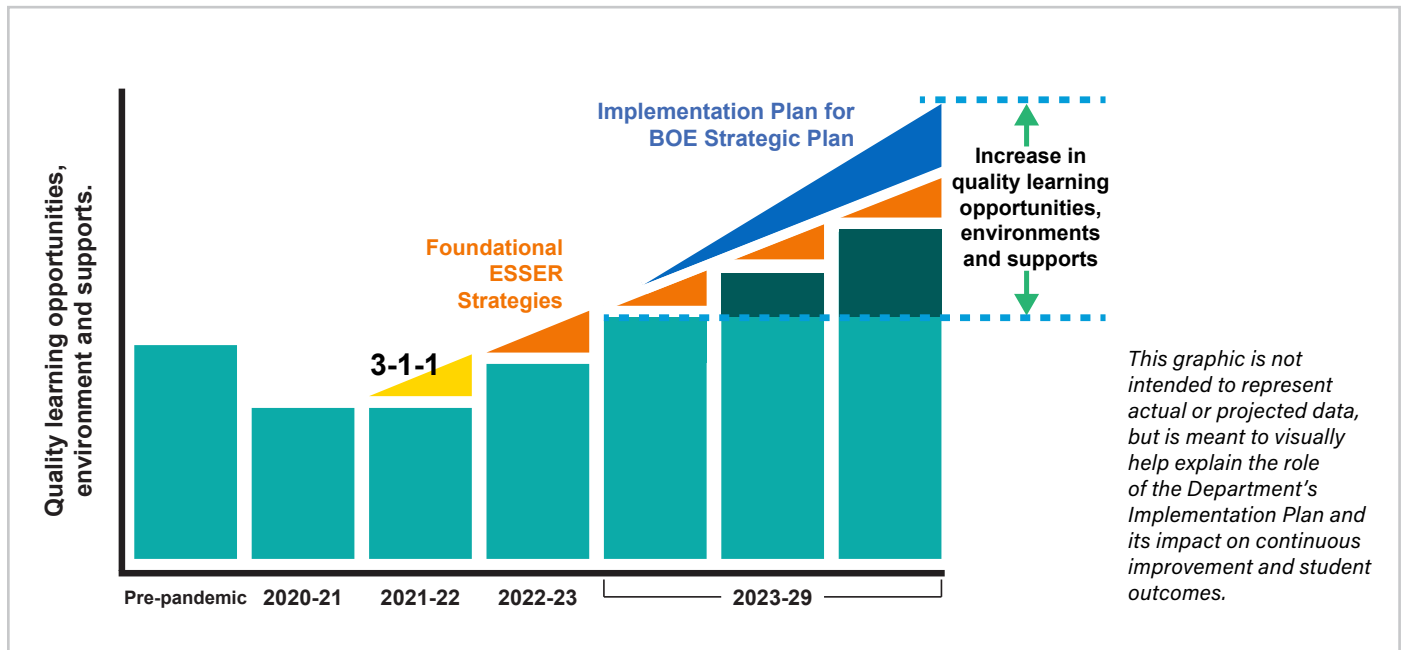 Quality learning opportunities,
environment and supports.
Implementation Plan for
BOE Strategic Plan
Foundational
ESSER
Strategies
3-1-1
Increase in
quality learning
opportunities,
environments
and supports
This graphic is not
intended to represent
actual or projected data,
but is meant to visually
help explain the role
of the Department’s
Implementation Plan and
its impact on continuous
improvement and student
outcomes.
Pre-pandemic
2020-21
2021-22
2022-23
2023-29